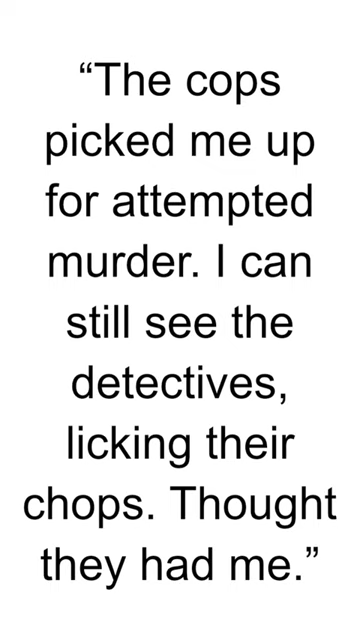 “The cops
picked me up
for attempted
murder. I can
still see the
detectives,
licking their
chops. Thought
they had me.”